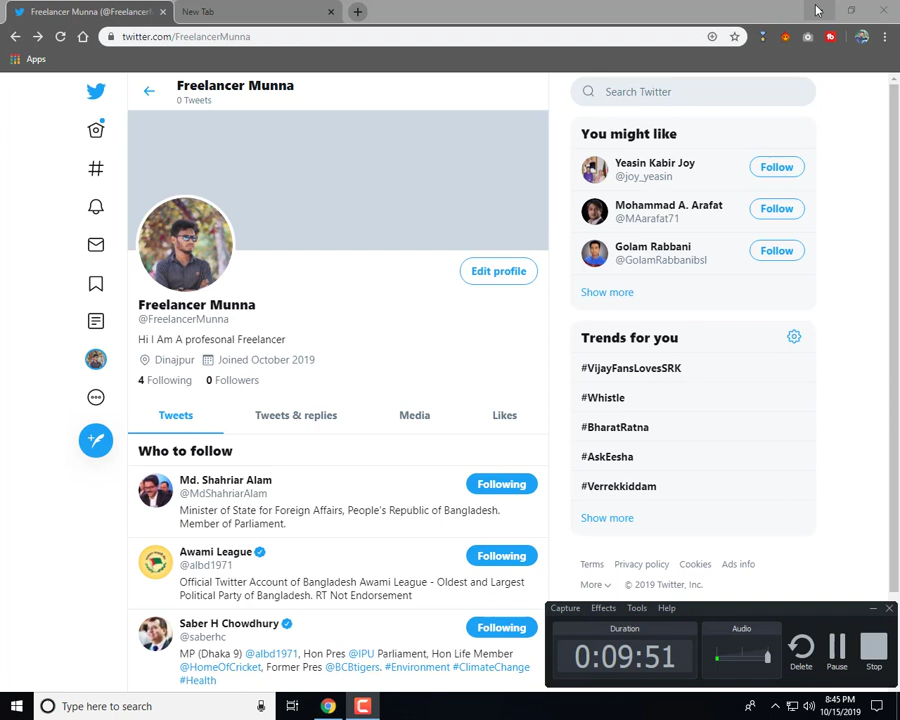 Freelancer Munna (@Freelancer
New Tab
twitter.com/FreelancerMunna
Apps
Freelancer Munna
0 Tweets
Edit profile
Freelancer Munna
@FreelancerMunna
Hi I Am A profesonal Freelancer
Dinajpur Joined October 2019
4 Following 0 Followers
Tweets Tweets & replies Media Likes
Who to follow
Md. Shahriar Alam
@MdShahriarAlam
Following
Minister of State for Foreign Affairs, People's Republic of Bangladesh.
Member of Parliament.
Awami League
@albd1971
Following
Official Twitter Account of Bangladesh Awami League - Oldest and Largest
Political Party of Bangladesh. RT Not Endorsement
Saber H Chowdhury
@saberhc
Following
MP (Dhaka 9) @albd1971, Hon Pres @IPU Parliament, Hon Life Member
@HomeOfCricket, Former Pres @BCBtigers. #Environment #ClimateChange
#Health
Search Twitter
You might like
Yeasin Kabir Joy
@joy_yeasin
Follow
Mohammad A. Arafat
@MAarafat71
Follow
Golam Rabbani
@GolamRabbanibsl
Follow
Show more
Trends for you
#VijayFansLovesSRK
#Whistle
#BharatRatna
#AskEesha
#Verrekkiddam
Show more
Terms Privacy policy Cookies Ads info
More © 2019 Twitter, Inc.
Capture Effects Tools Help
Duration
0:09:51
Audio
Delete Pause Stop
Type here to search
8:45 PM
10/15/2019